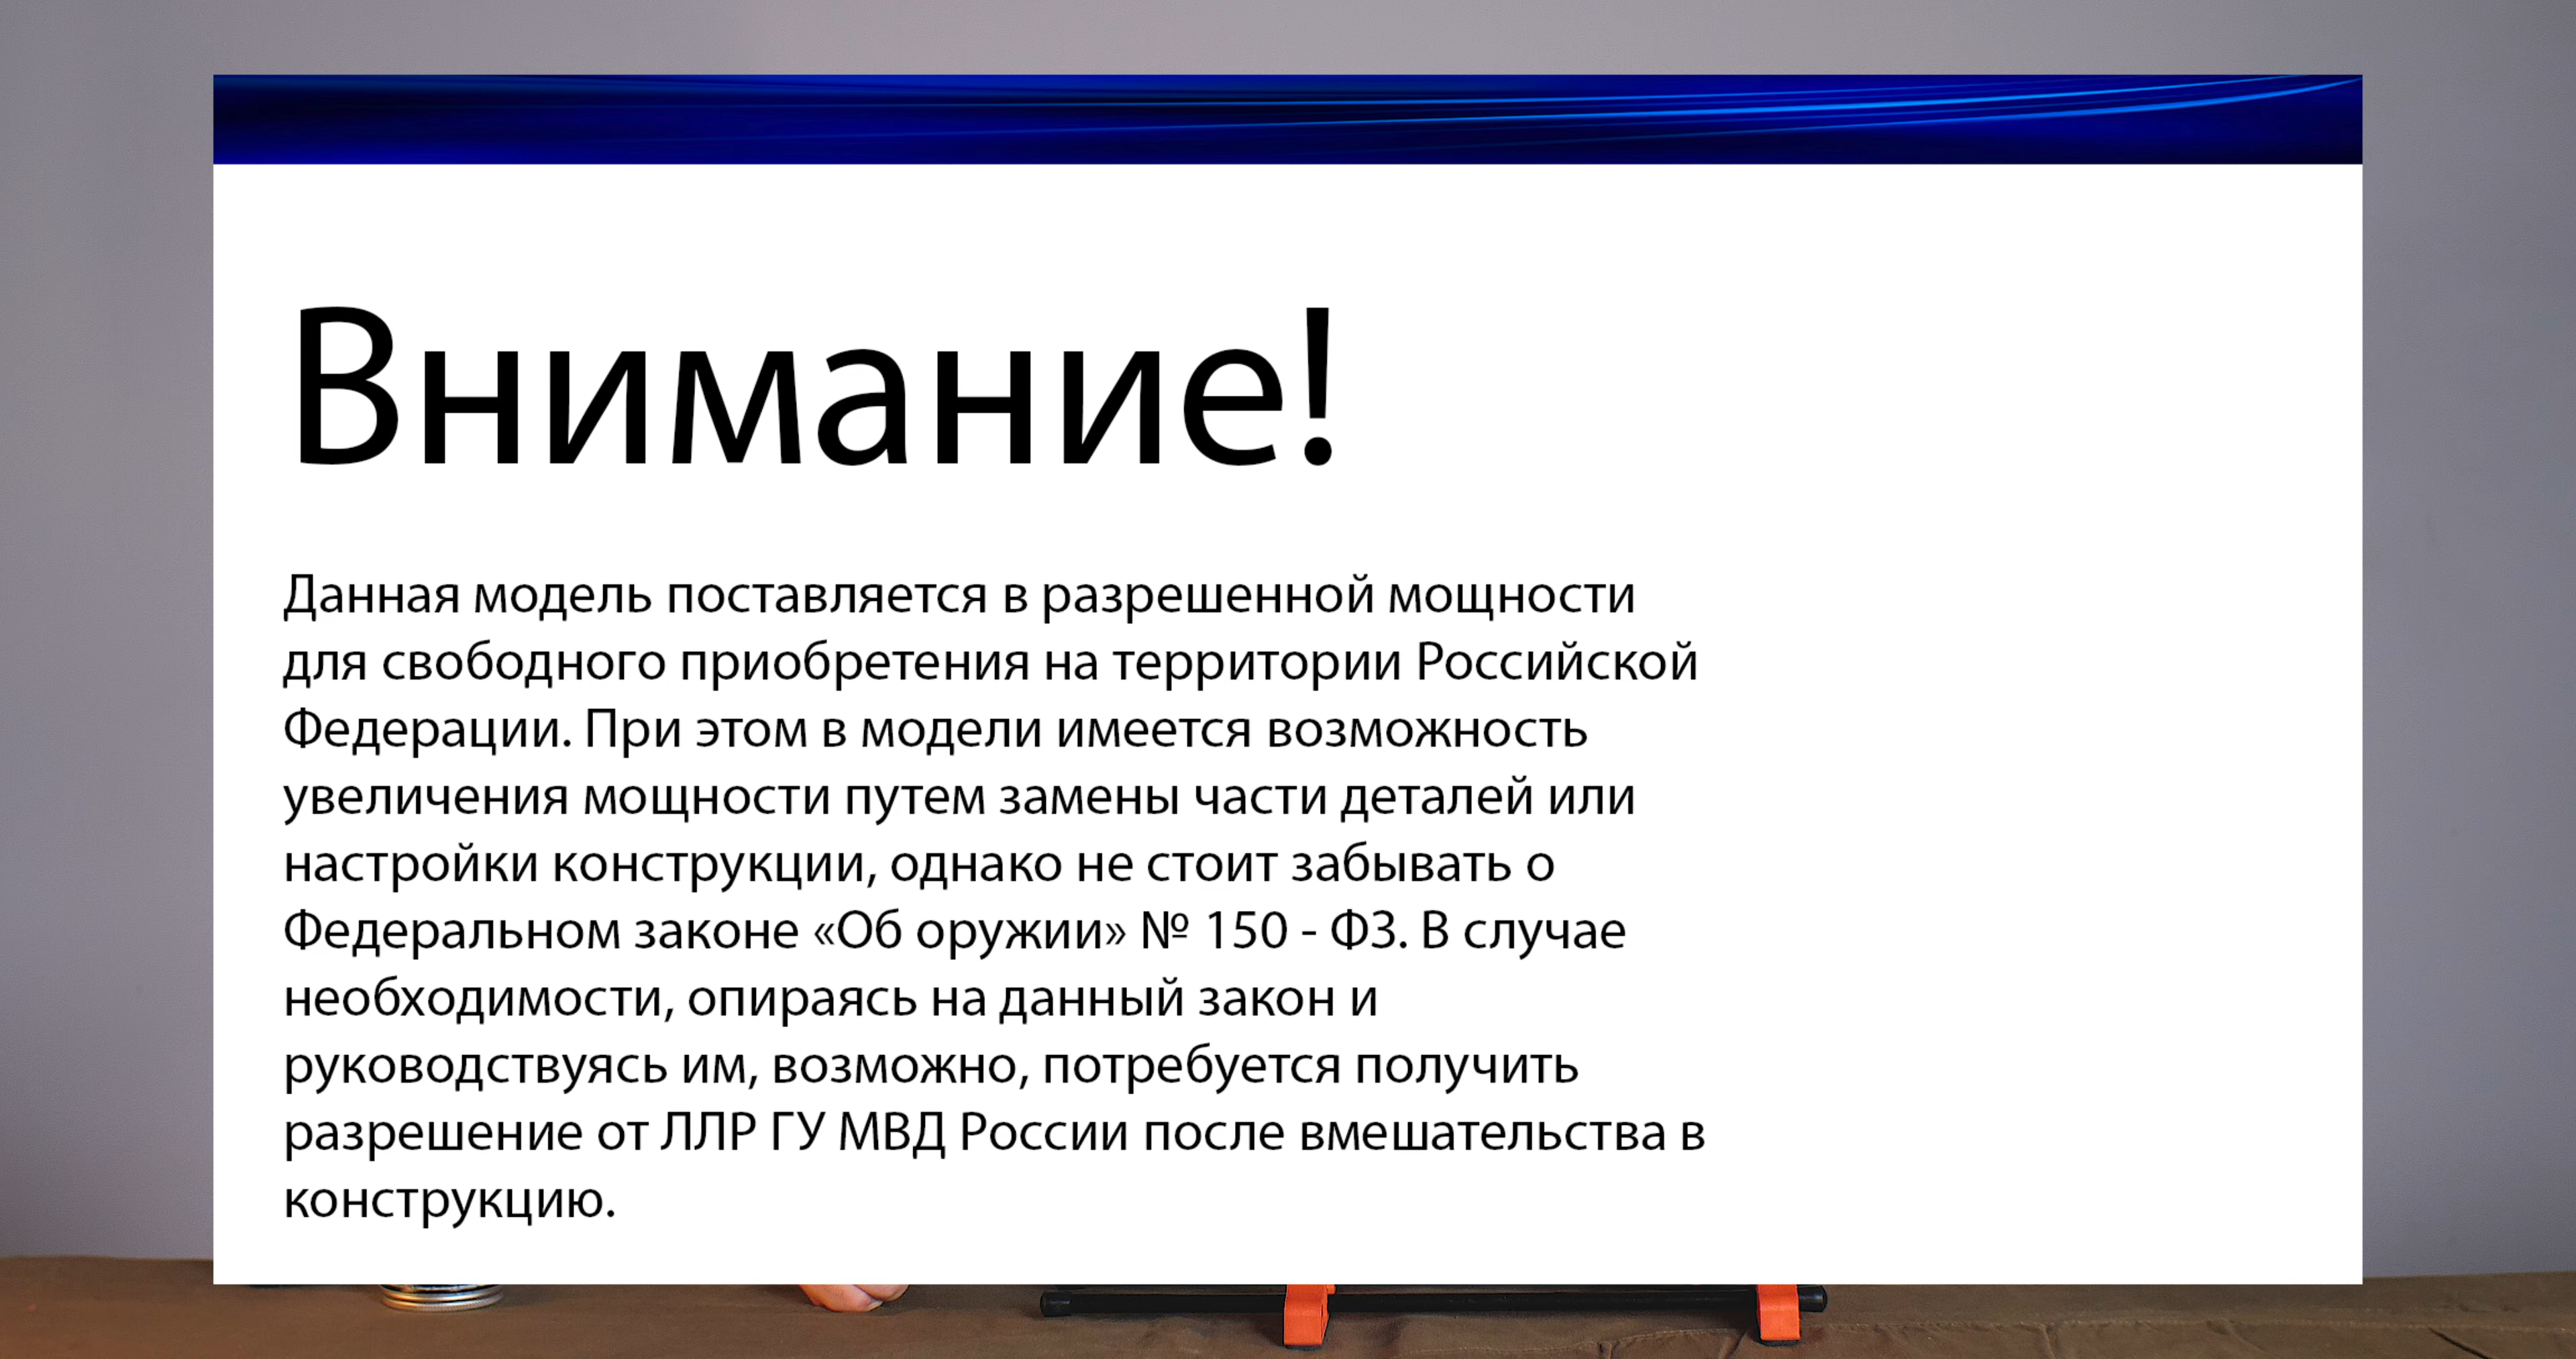 Внимание!
Данная модель поставляется в разрешенной мощности
для свободного приобретения на территории Российской
Федерации. При этом в модели имеется возможность
увеличения мощности путем замены части деталей или
настройки конструкции, однако не стоит забывать о
Федеральном законе «Об оружии» № 150 - ФЗ. В случае
необходимости, опираясь на данный закон и
руководствуясь им, возможно, потребуется получить
разрешение от ЛЛР ГУ МВД России после вмешательства в
конструкцию.